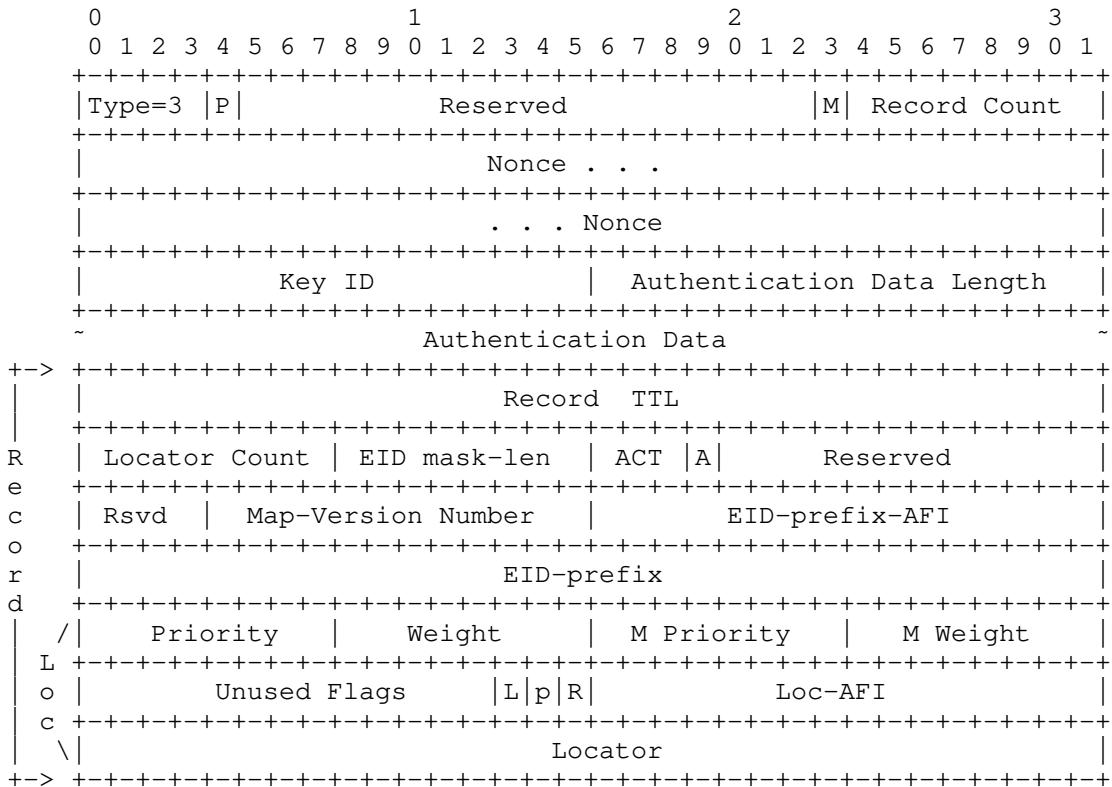 0                   1                   2                   3
        0 1 2 3 4 5 6 7 8 9 0 1 2 3 4 5 6 7 8 9 0 1 2 3 4 5 6 7 8 9 0 1
       +-+-+-+-+-+-+-+-+-+-+-+-+-+-+-+-+-+-+-+-+-+-+-+-+-+-+-+-+-+-+-+-+
       |Type=3 |P|            Reserved               |M| Record Count  |
       +-+-+-+-+-+-+-+-+-+-+-+-+-+-+-+-+-+-+-+-+-+-+-+-+-+-+-+-+-+-+-+-+
       |                         Nonce . . .                           |
       +-+-+-+-+-+-+-+-+-+-+-+-+-+-+-+-+-+-+-+-+-+-+-+-+-+-+-+-+-+-+-+-+
       |                         . . . Nonce                           |
       +-+-+-+-+-+-+-+-+-+-+-+-+-+-+-+-+-+-+-+-+-+-+-+-+-+-+-+-+-+-+-+-+
       |            Key ID             |  Authentication Data Length   |
       +-+-+-+-+-+-+-+-+-+-+-+-+-+-+-+-+-+-+-+-+-+-+-+-+-+-+-+-+-+-+-+-+
       ~                     Authentication Data                       ~
   +-> +-+-+-+-+-+-+-+-+-+-+-+-+-+-+-+-+-+-+-+-+-+-+-+-+-+-+-+-+-+-+-+-+
   |   |                          Record  TTL                          |
   |   +-+-+-+-+-+-+-+-+-+-+-+-+-+-+-+-+-+-+-+-+-+-+-+-+-+-+-+-+-+-+-+-+
   R   | Locator Count | EID mask-len  | ACT |A|      Reserved         |
   e   +-+-+-+-+-+-+-+-+-+-+-+-+-+-+-+-+-+-+-+-+-+-+-+-+-+-+-+-+-+-+-+-+
   c   | Rsvd  |  Map-Version Number   |        EID-prefix-AFI         |
   o   +-+-+-+-+-+-+-+-+-+-+-+-+-+-+-+-+-+-+-+-+-+-+-+-+-+-+-+-+-+-+-+-+
   r   |                          EID-prefix                           |
   d   +-+-+-+-+-+-+-+-+-+-+-+-+-+-+-+-+-+-+-+-+-+-+-+-+-+-+-+-+-+-+-+-+
   |  /|    Priority   |    Weight     |  M Priority   |   M Weight    |
   | L +-+-+-+-+-+-+-+-+-+-+-+-+-+-+-+-+-+-+-+-+-+-+-+-+-+-+-+-+-+-+-+-+
   | o |        Unused Flags     |L|p|R|           Loc-AFI             |
   | c +-+-+-+-+-+-+-+-+-+-+-+-+-+-+-+-+-+-+-+-+-+-+-+-+-+-+-+-+-+-+-+-+
   |  \|                             Locator                           |
   +-> +-+-+-+-+-+-+-+-+-+-+-+-+-+-+-+-+-+-+-+-+-+-+-+-+-+-+-+-+-+-+-+-+